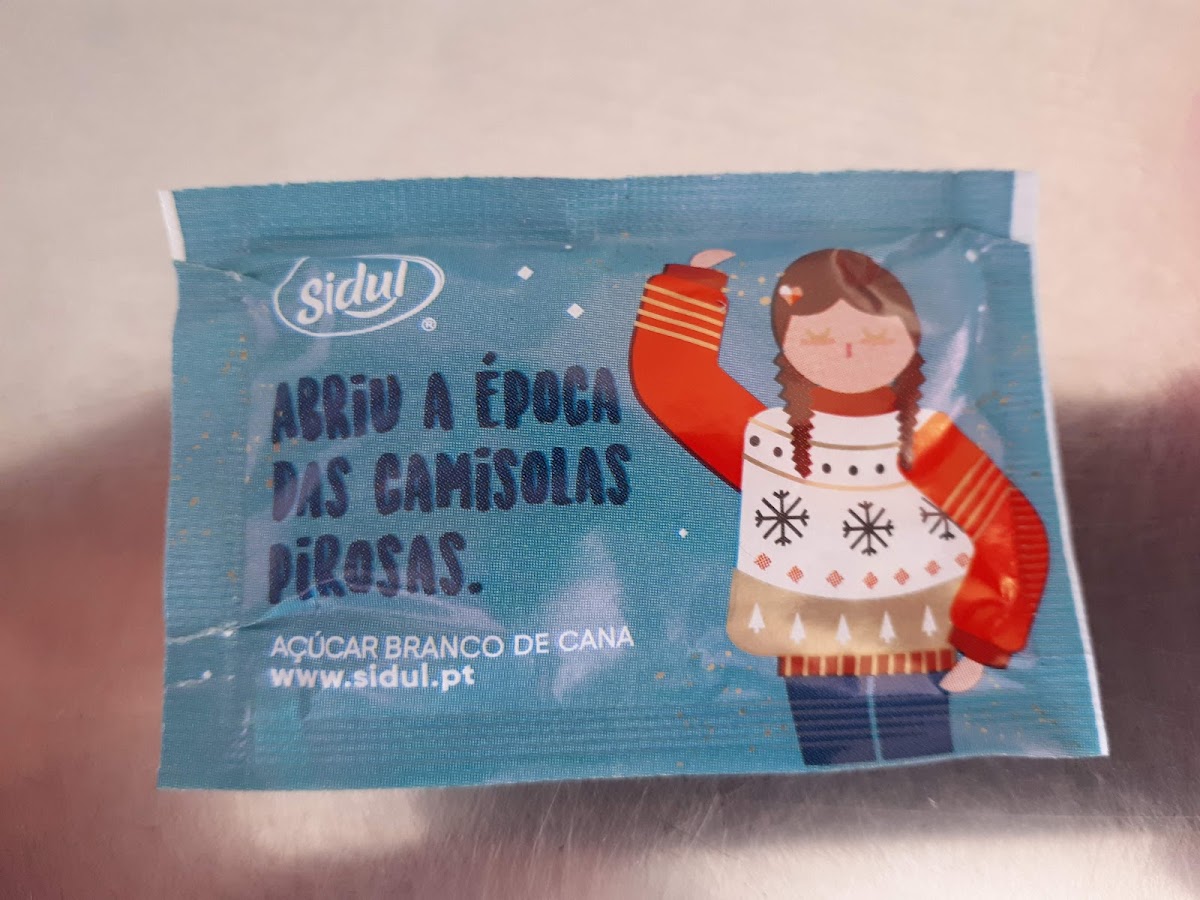 Sidul
®
ABRIU A ÉPOCA
DAS CAMISOLAS
PIROSAS.
AÇÚCAR BRANCO DE CANA
www.sidul.pt